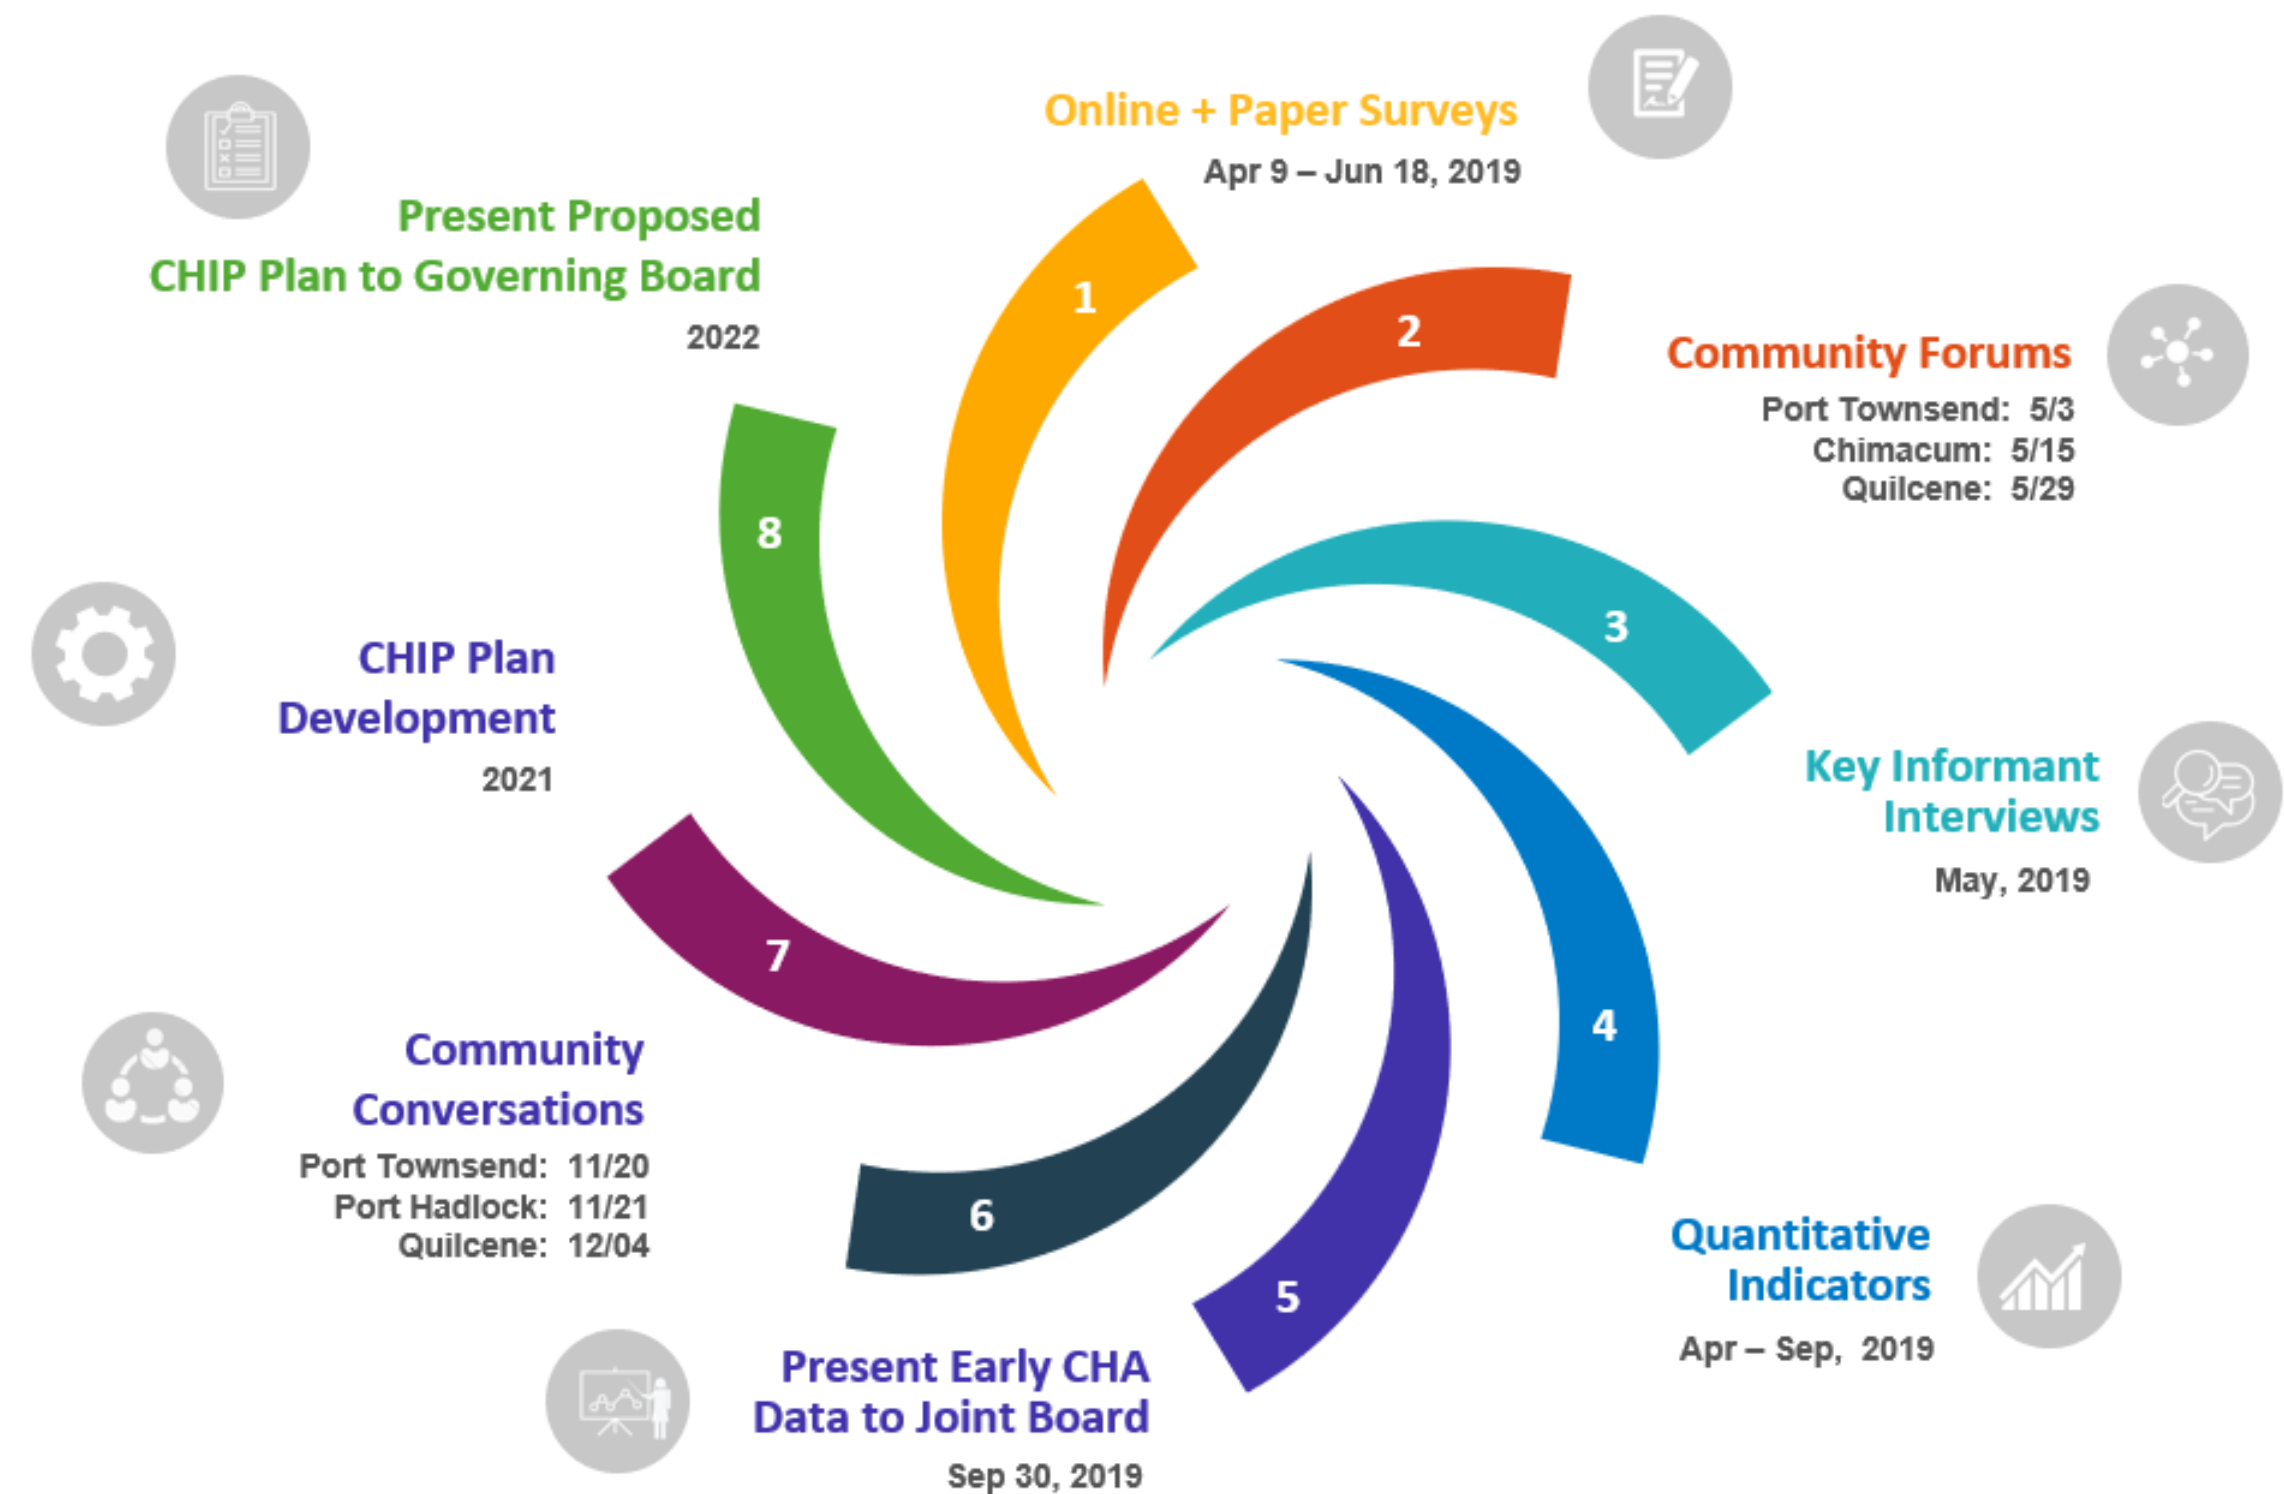 Online + Paper Surveys
Apr 9 – Jun 18, 2019
1
2
Community Forums
Port Townsend: 5/3
Chimacum: 5/15
Quilcene: 5/29
3
Key Informant
Interviews
May, 2019
4
Quantitative
Indicators
Apr – Sep, 2019
5
Present Early CHA
Data to Joint Board
Sep 30, 2019
6
Community
Conversations
Port Townsend: 11/20
Port Hadlock: 11/21
Quilcene: 12/04
7
CHIP Plan
Development
2021
8
Present Proposed
CHIP Plan to Governing Board
2022